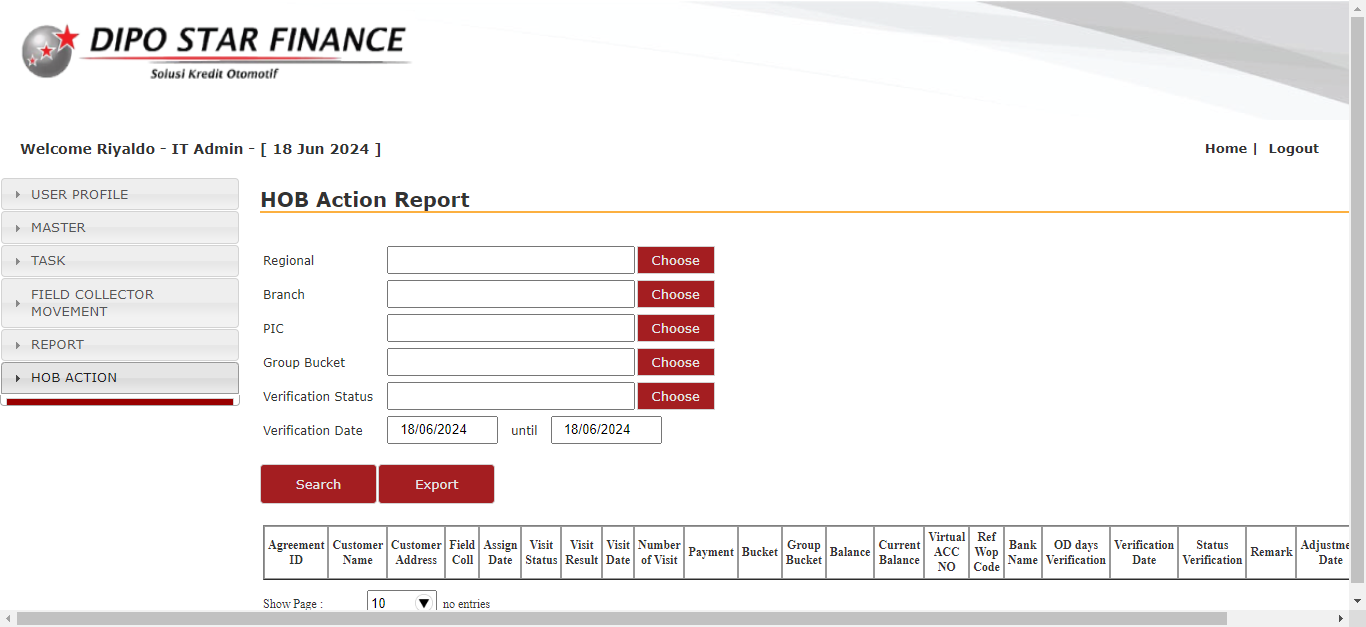 DIPO STAR FINANCE
Solusi Kredit Otomotif
Welcome Riyaldo - IT Admin - [ 18 Jun 2024 ]
Home | Logout
USER PROFILE
MASTER
TASK
FIELD COLLECTOR
MOVEMENT
REPORT
HOB ACTION
HOB Action Report
Regional Choose
Branch Choose
PIC Choose
Group Bucket Choose
Verification Status Choose
Verification Date 18/06/2024 until 18/06/2024
Search Export
Agreement ID Customer Name Customer Address Field Coll Assign Date Visit Status Visit Result Visit Date Number of Visit Payment Bucket Group Bucket Balance Current Balance Virtual ACC NO Ref Wop Code Bank Name OD days Verification Verification Date Status Verification Remark Adjustme Date
Show Page : 10 no entries